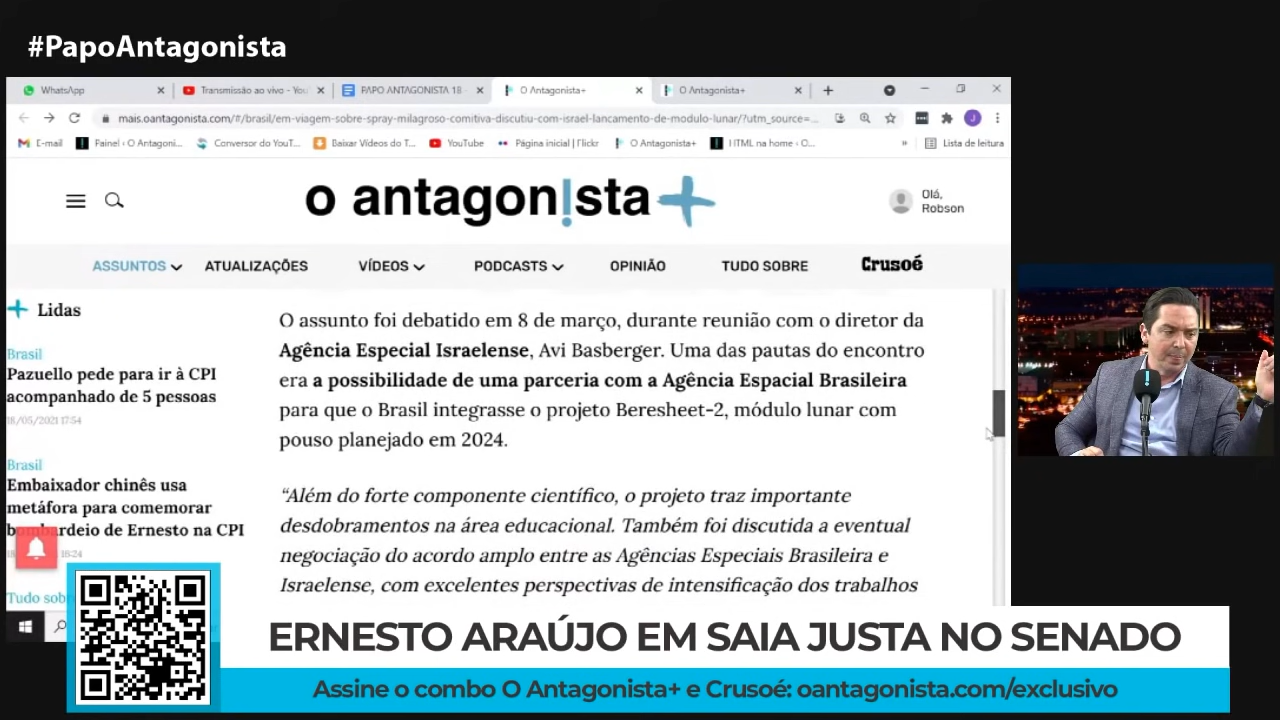 #PapoAntagonista
WhatsApp
Transmissão ao vivo - You
PAPO ANTAGONISTA 18
O Antagonista+
O Antagonista+
mais.oantagonista.com/#/brasil/em-viagem-sobre-spray-milagroso-comitiva-discutiu-com-israel-lancamento-de-modulo-lunar/?utm_source=...
E-mail
Painel ‹ O Antagoni...
Conversor do YouT...
Baixar Vídeos do T...
YouTube
Página inicial | Flickr
O Antagonista+
HTML na home ‹ O...
»
Lista de leitura
o antagon!sta+
Olá,
Robson
ASSUNTOS
ATUALIZAÇÕES
VÍDEOS
PODCASTS
OPINIÃO
TUDO SOBRE
Crusoé
+ Lidas
Brasil
Pazuello pede para ir à CPI
acompanhado de 5 pessoas
18/05/2021 17:54
Brasil
Embaixador chinês usa
metáfora para comemorar
bombardeio de Ernesto na CPI
16:24
Tudo sob
O assunto foi debatido em 8 de março, durante reunião com o diretor da
Agência Especial Israelense, Avi Basberger. Uma das pautas do encontro
era a possibilidade de uma parceria com a Agência Espacial Brasileira
para que o Brasil integrasse o projeto Beresheet-2, módulo lunar com
pouso planejado em 2024.
“Além do forte componente científico, o projeto traz importante
desdobramentos na área educacional. Também foi discutida a eventual
negociação do acordo amplo entre as Agências Especiais Brasileira e
Israelense, com excelentes perspectivas de intensificação dos trabalhos
ERNESTO ARAÚJO EM SAIA JUSTA NO SENADO
Assine o combo O Antagonista+ e Crusoé: oantagonista.com/exclusivo